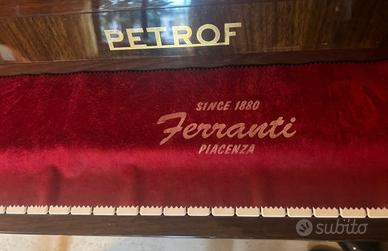 PETROF
SINCE 1880
Ferranti
PIACENZA
subito